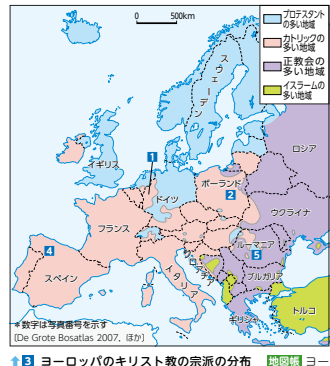 0 500km
プロテスタント
の多い地域
カトリックの
多い地域
正教会の
多い地域
イスラームの
多い地域
スウェーデン
ロシア
イギリス
1
ポーランド
ドイツ
2
ウクライナ
フランス
4
ルーマニア
5
クロアチア
スペイン
イタリア
ブルガリア
トルコ
ギリシャ
*数字は写真番号を示す
[De Grote Bosatlas 2007, ほか]
↑3 ヨーロッパのキリスト教の宗派の分布 地図帳 ヨー